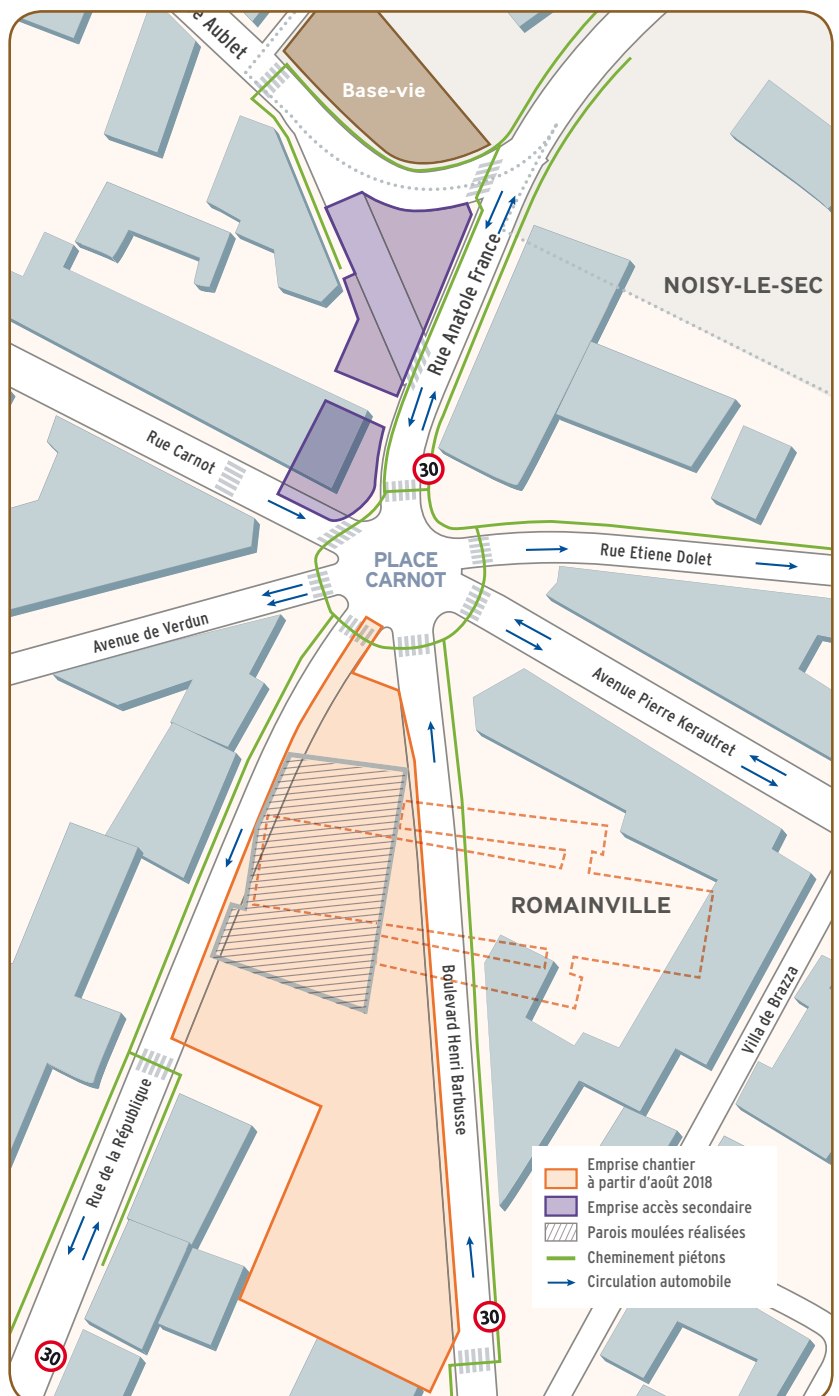 e Aublet
Base-vie
NOISY-LE-SEC
Rue Anatole France
Rue Carnot
30
PLACE
CARNOT
Rue Etiene Dolet
Avenue de Verdun
Avenue Pierre Kerautret
ROMAINVILLE
Boulevard Henri Barbusse
Villa de Brazza
Rue de la République
Emprise chantier
à partir d'août 2018
Emprise accès secondaire
Parois moulées réalisées
Cheminement piétons
Circulation automobile
30
30